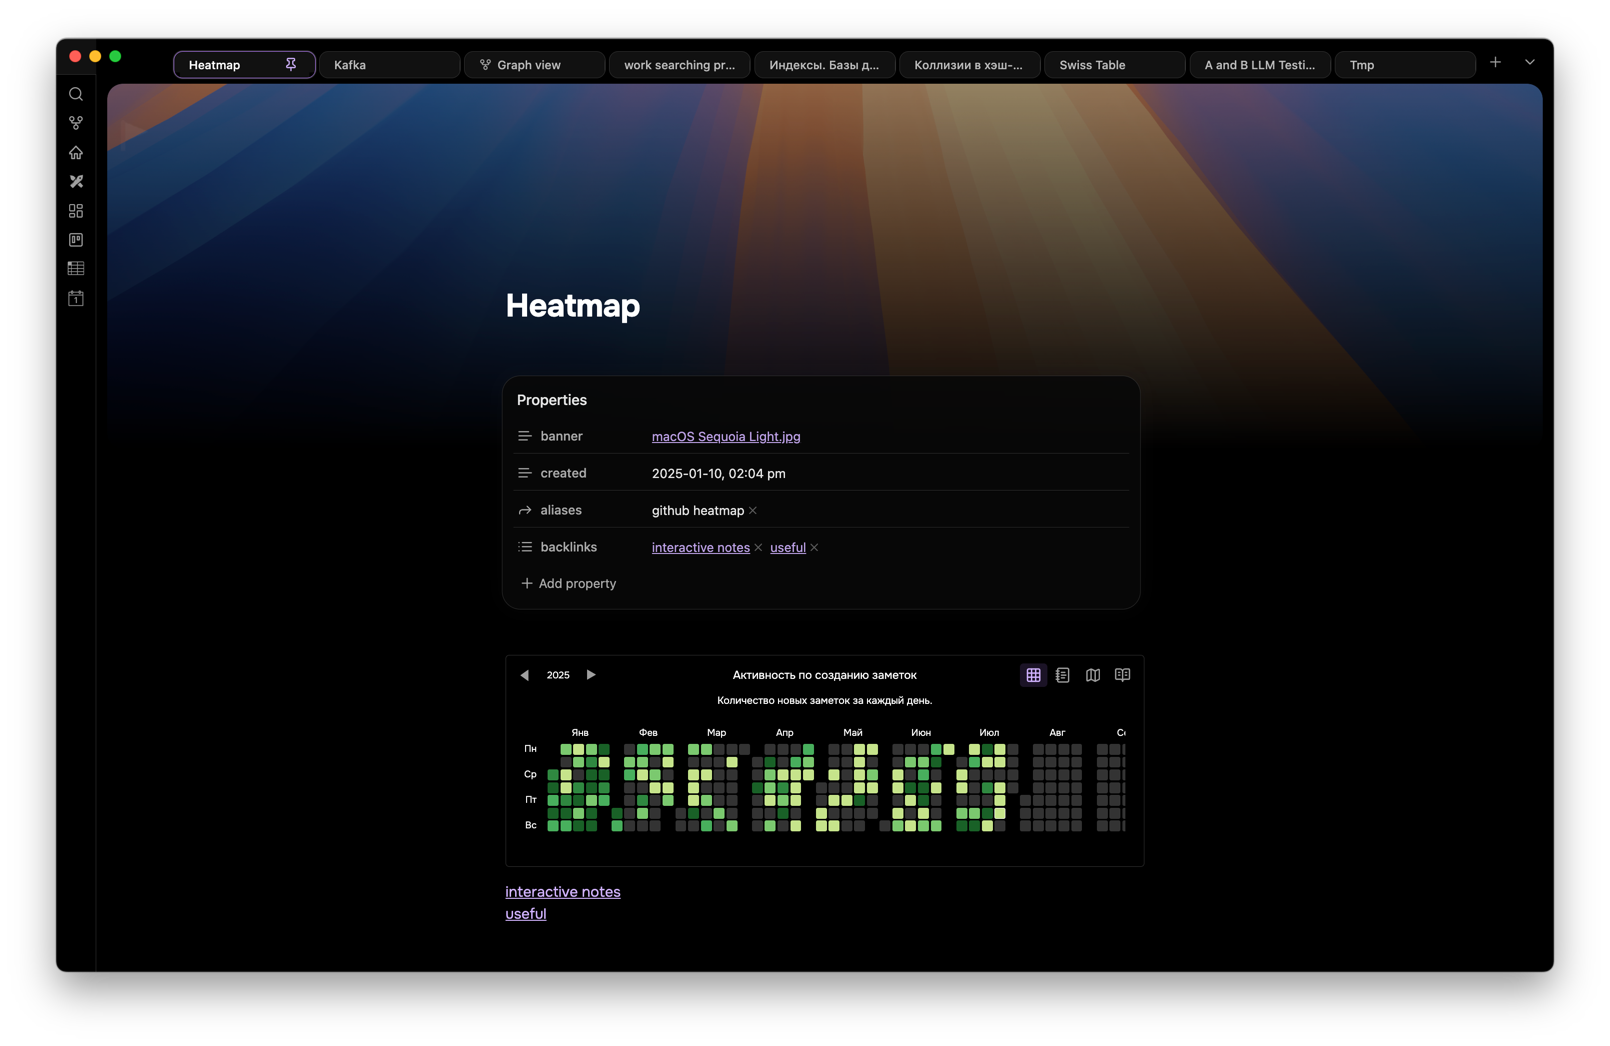 Heatmap
Kafka
Graph view
work searching pr...
Индексы. Базы д...
Коллизии в хэш-...
Swiss Table
A and B LLM Testi...
Tmp
1
Heatmap
Properties
banner macOS Sequoia Light.jpg
created 2025-01-10, 02:04 pm
aliases github heatmap
backlinks interactive notes useful
Add property
2025 Активность по созданию заметок
Количество новых заметок за каждый день.
Янв Фев Мар Апр Май Июн Июл Авг
Пн
Ср
Пт
Вс
interactive notes
useful